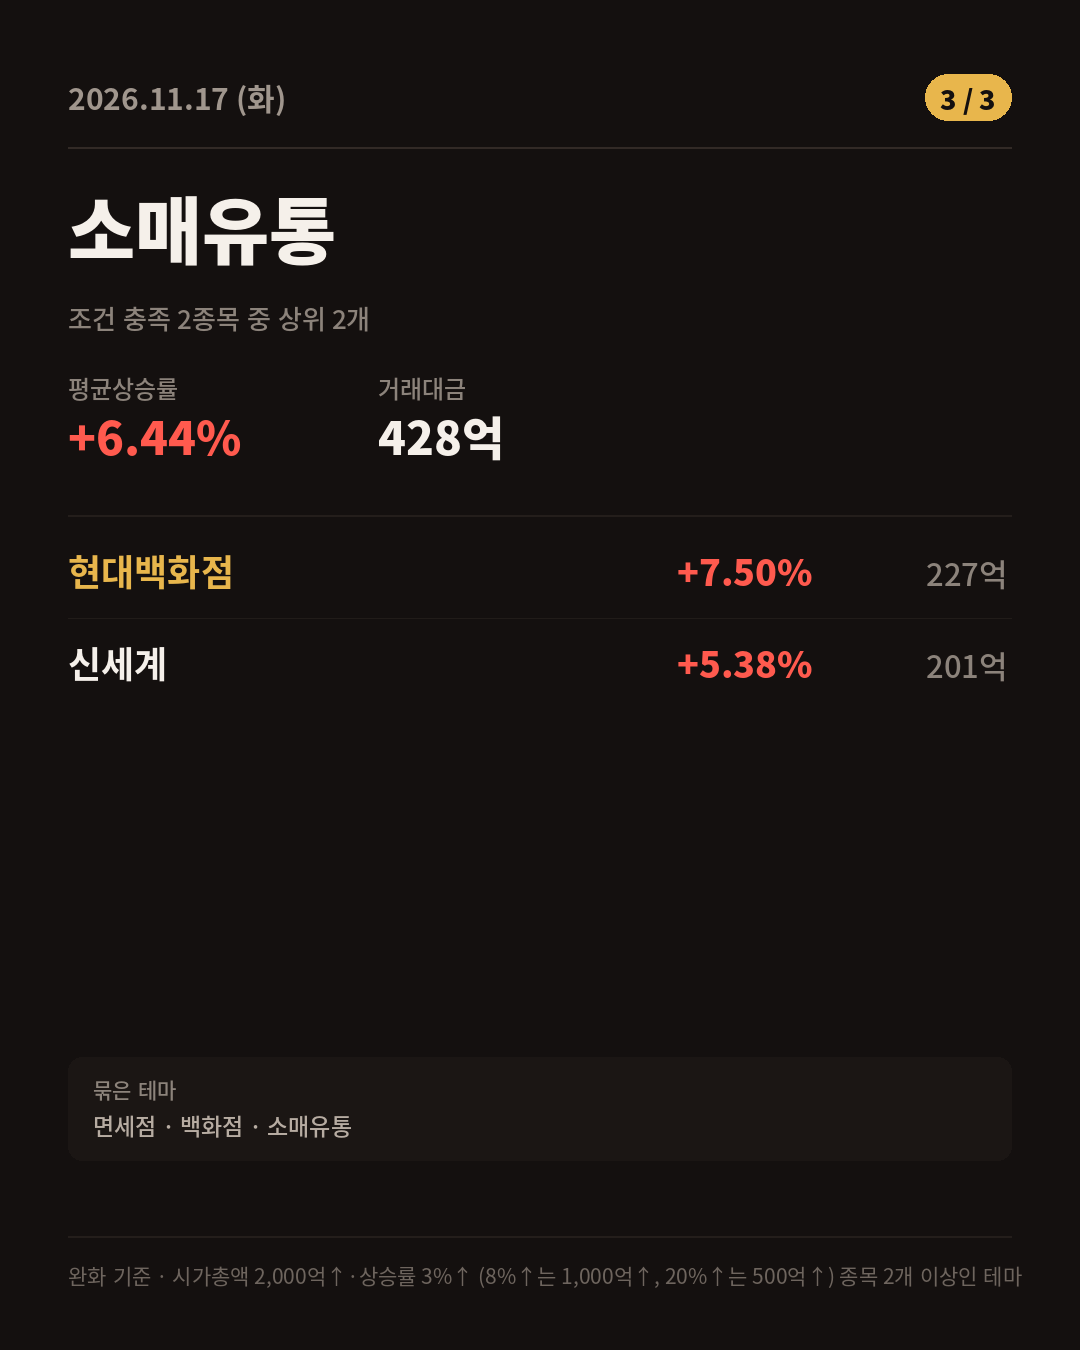 2026.11.17 (화)
3 / 3
소매유통
조건 충족 2종목 중 상위 2개
평균상승률 거래대금
+6.44% 428억
현대백화점 +7.50% 227억
신세계 +5.38% 201억
묶은 테마
면세점 · 백화점 · 소매유통
완화 기준 · 시가총액 2,000억↑ · 상승률 3%↑ (8%↑는 1,000억↑, 20%↑는 500억↑) 종목 2개 이상인 테마